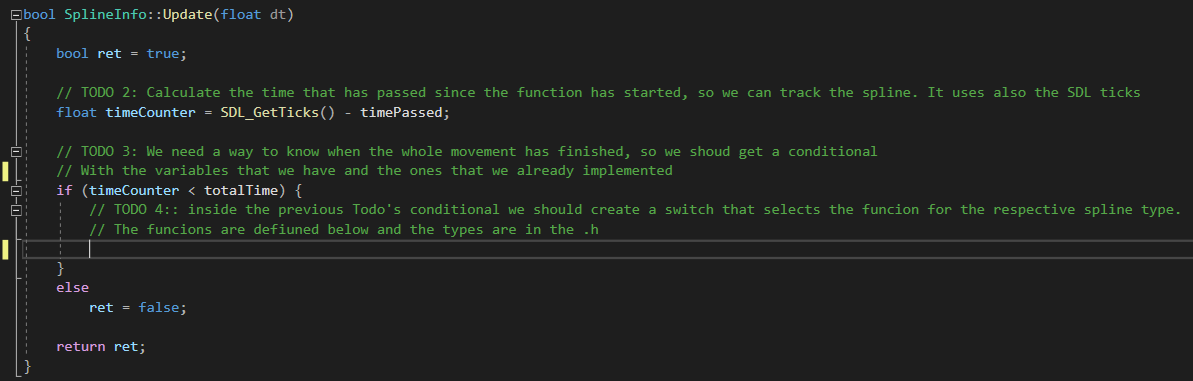 bool SplineInfo::Update(float dt)
{
    bool ret = true;

    // TODO 2: Calculate the time that has passed since the function has started, so we can track the spline. It uses also the SDL ticks
    float timeCounter = SDL_GetTicks() - timePassed;

    // TODO 3: We need a way to know when the whole movement has finished, so we shoud get a conditional
    // With the variables that we have and the ones that we already implemented
    if (timeCounter < totalTime) {
        // TODO 4:: inside the previous Todo's conditional we should create a switch that selects the funcion for the respective spline type.
        // The funcions are defiuned below and the types are in the .h

    }
    else
        ret = false;

    return ret;
}